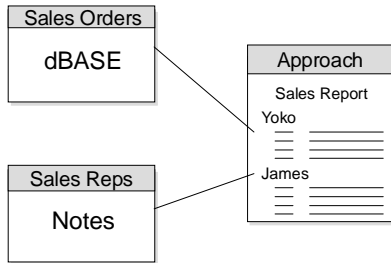 Sales Orders
dBASE
Sales Reps
Notes
Approach
Sales Report
Yoko
James